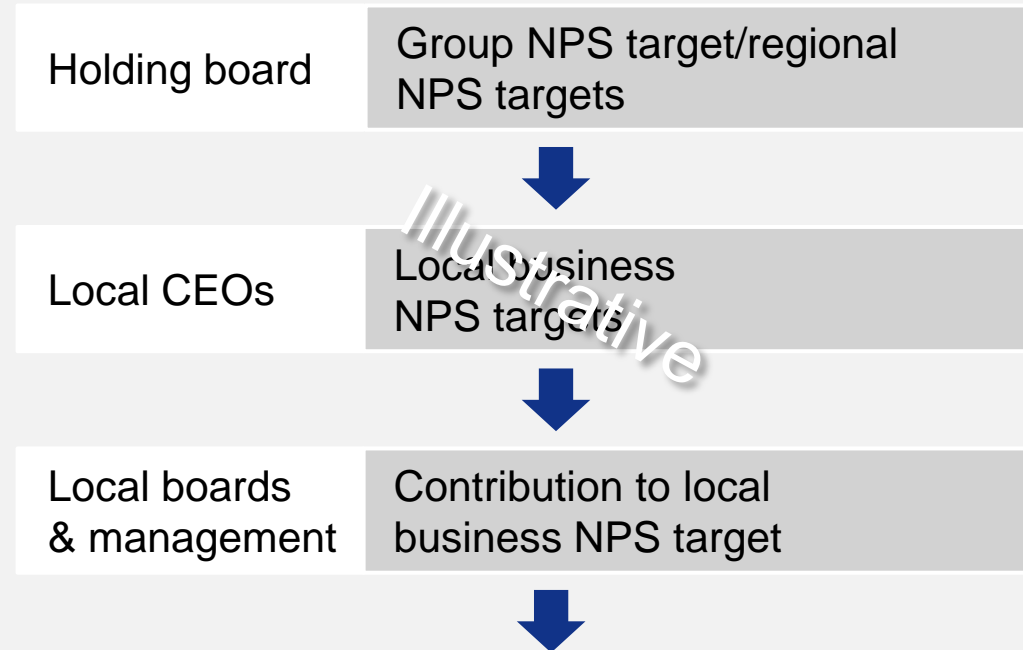 Holding board
Group NPS target/regional
NPS targets
Illustrative
Local CEOs
Local business
NPS targets
Local boards
& management
Contribution to local
business NPS target